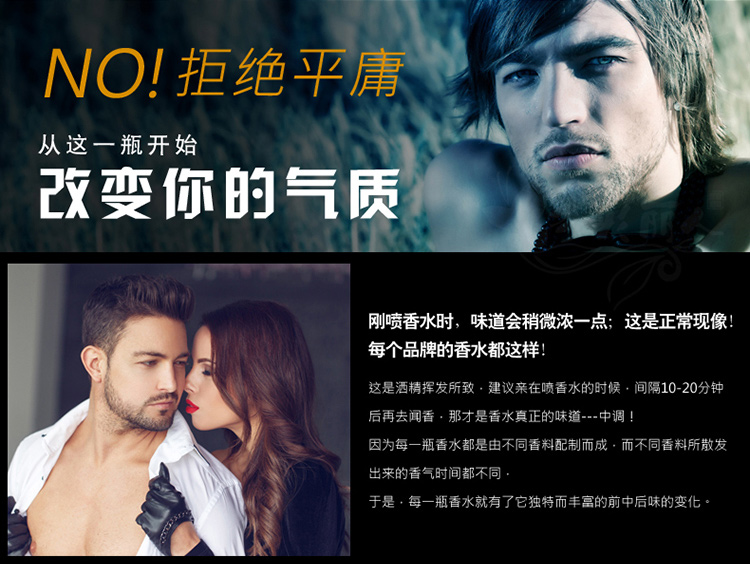 NO! 拒绝平庸
从这一瓶开始
改变你的气质
刚喷香水时，味道会稍微浓一点；这是正常现像！
每个品牌的香水都这样！
这是洒精挥发所致，建议亲在喷香水的时候，间隔10-20分钟
后再去闻香，那才是香水真正的味道---中调！
因为每一瓶香水都是由不同香料配制而成，而不同香料所散发
出来的香气时间都不同，
于是，每一瓶香水就有了它独特而丰富的前中后味的变化。